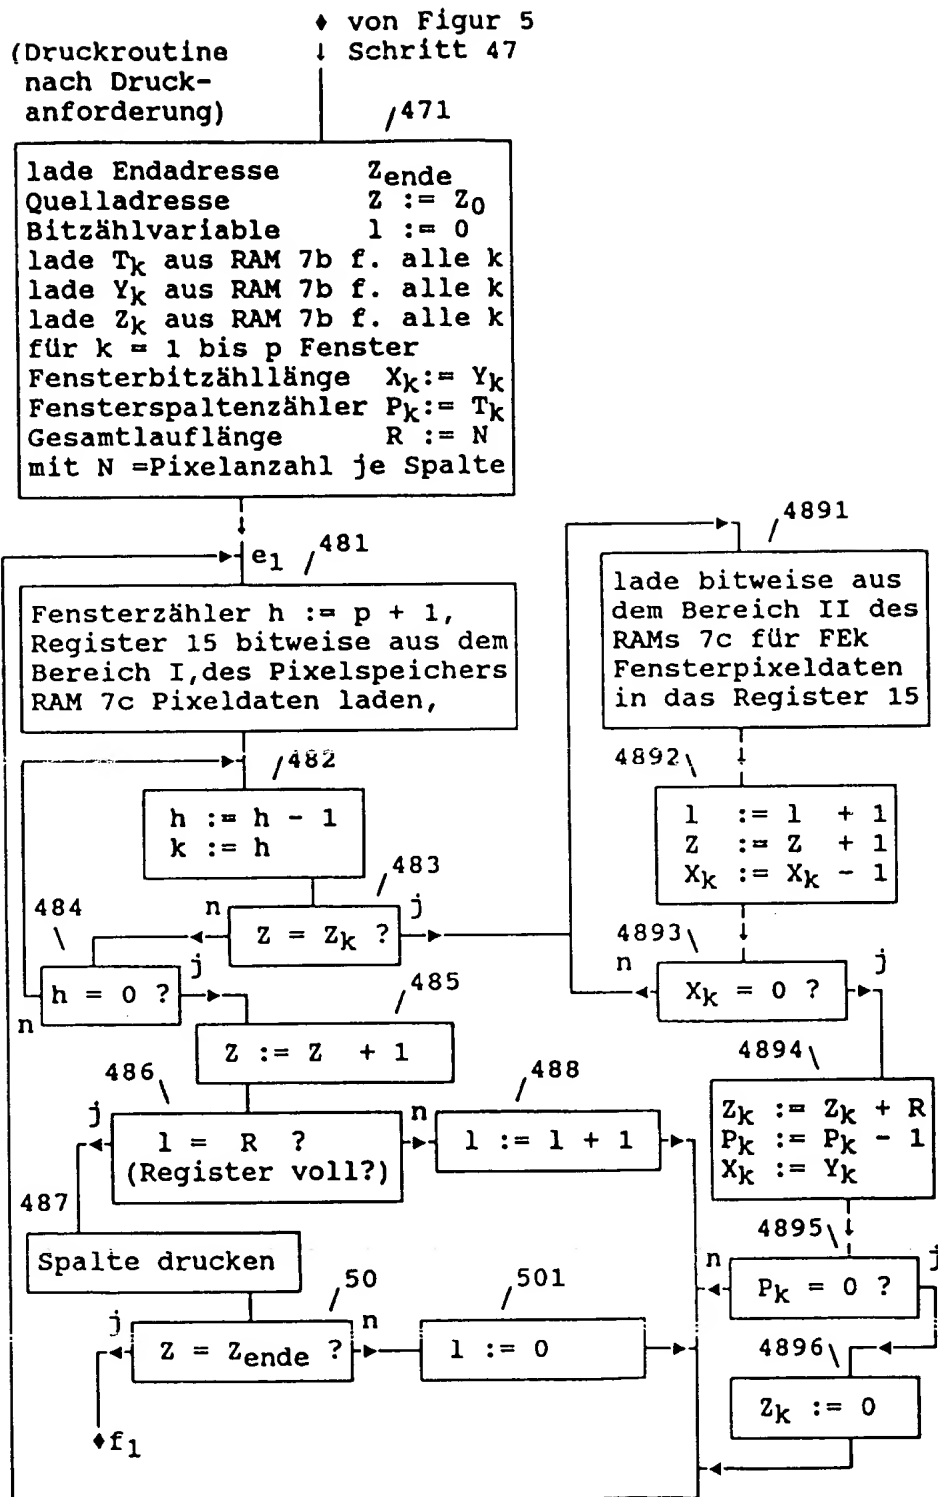 von Figur 5
Schritt 47
(Druckroutine
nach Druck-
anforderung)
471
lade Endadresse Zende
Quelladresse Z := Z0
Bitzählvariable l := 0
lade Tk aus RAM 7b f. alle k
lade Yk aus RAM 7b f. alle k
lade Zk aus RAM 7b f. alle k
für k = 1 bis p Fenster
Fensterbitzähllänge Xk:= Yk
Fensterspaltenzähler Pk:= Tk
Gesamtlauflänge R := N
mit N =Pixelanzahl je Spalte
e1
481
Fensterzähler h := p + 1,
Register 15 bitweise aus dem
Bereich I,des Pixelspeichers
RAM 7c Pixeldaten laden,
482
h := h - 1
k := h
483
n
Z = Zk ?
j
484
h = 0 ?
j
n
485
Z := Z + 1
486
j
l = R ?
(Register voll?)
n
488
l := l + 1
487
Spalte drucken
50
j
Z = Zende ?
n
501
l := 0
f1
4891
lade bitweise aus
dem Bereich II des
RAMs 7c für FEk
Fensterpixeldaten
in das Register 15
4892
l := l + 1
Z := Z + 1
Xk := Xk - 1
4893
n
Xk = 0 ?
j
4894
Zk := Zk + R
Pk := Pk - 1
Xk := Yk
4895
n
Pk = 0 ?
j
4896
Zk := 0